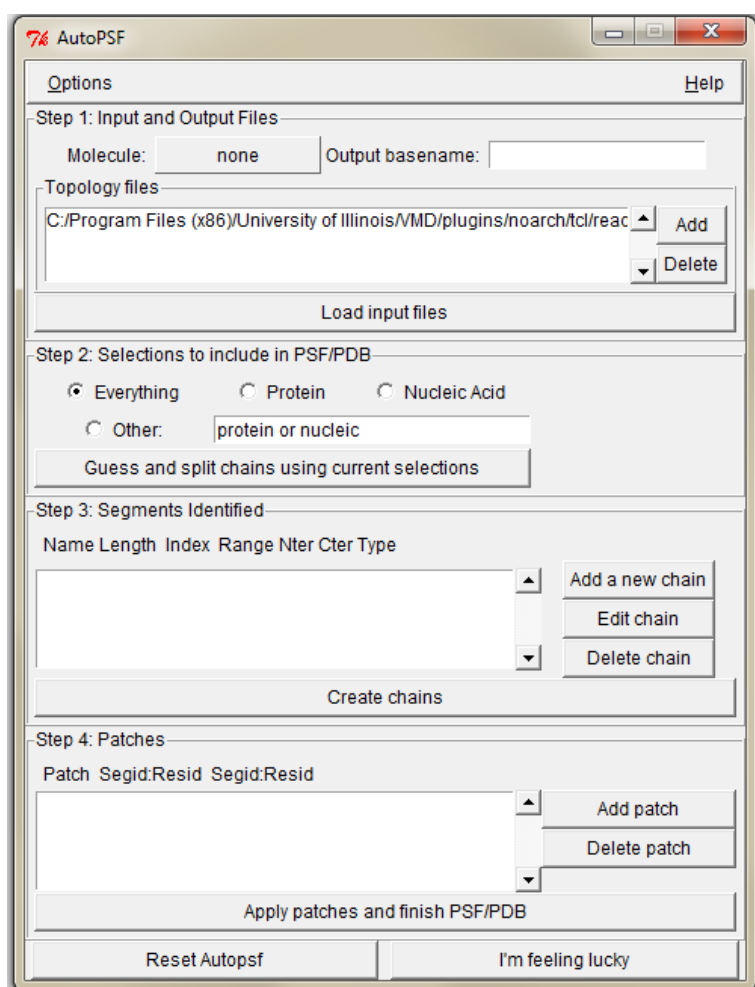 AutoPSF
Options Help
Step 1: Input and Output Files
Molecule: none Output basename:
Topology files
C:/Program Files (x86)/University of Illinois/VMD/plugins/noarch/tcl/reac
Add
Delete
Load input files
Step 2: Selections to include in PSF/PDB
Everything Protein Nucleic Acid
Other: protein or nucleic
Guess and split chains using current selections
Step 3: Segments Identified
Name Length Index Range Nter Cter Type
Add a new chain
Edit chain
Delete chain
Create chains
Step 4: Patches
Patch Segid:Resid Segid:Resid
Add patch
Delete patch
Apply patches and finish PSF/PDB
Reset Autopsf I'm feeling lucky